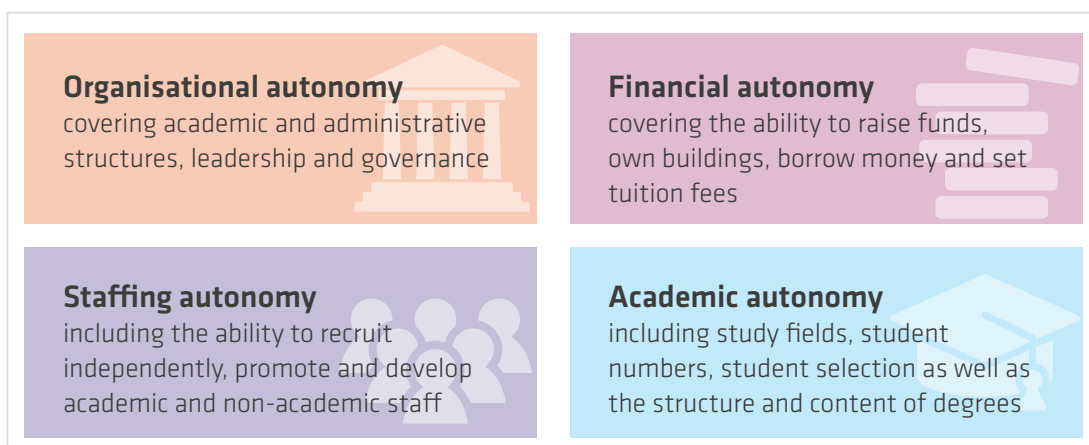 Organisational autonomy
covering academic and administrative
structures, leadership and governance
Financial autonomy
covering the ability to raise funds,
own buildings, borrow money and set
tuition fees
Staffing autonomy
including the ability to recruit
independently, promote and develop
academic and non-academic staff
Academic autonomy
including study fields, student
numbers, student selection as well as
the structure and content of degrees